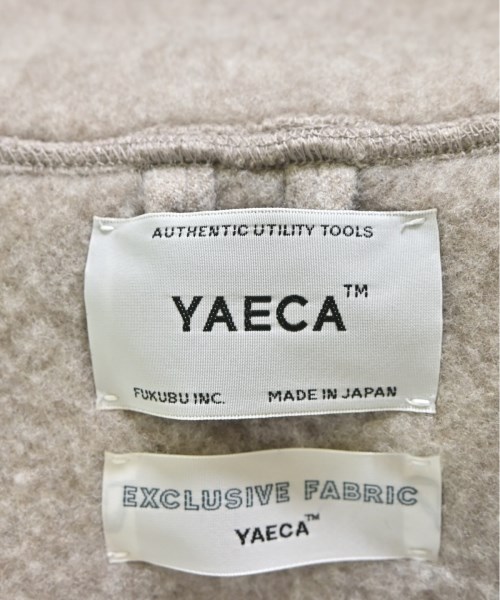 AUTHENTIC UTILITY TOOLS
YAECA™
FUKUBU INC. MADE IN JAPAN
EXCLUSIVE FABRIC
YAECA™